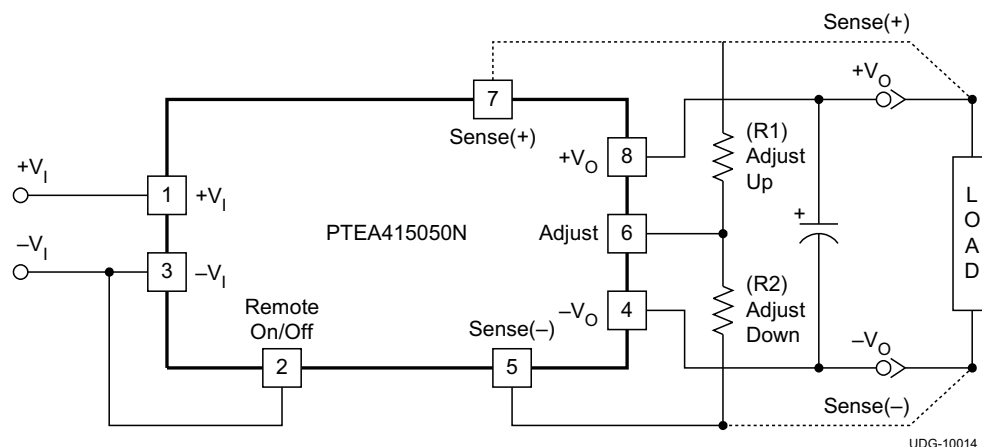 Sense(+)
+VO
7
Sense(+)
(R1)
Adjust
Up
+VO
8
+VI
1
+VI
PTEA415050N
Adjust
6
+
LOAD
–VI
3
–VI
(R2)
Adjust
Down
–VO
4
Remote
On/Off
2
Sense(–)
5
–VO
Sense(–)
UDG-10014